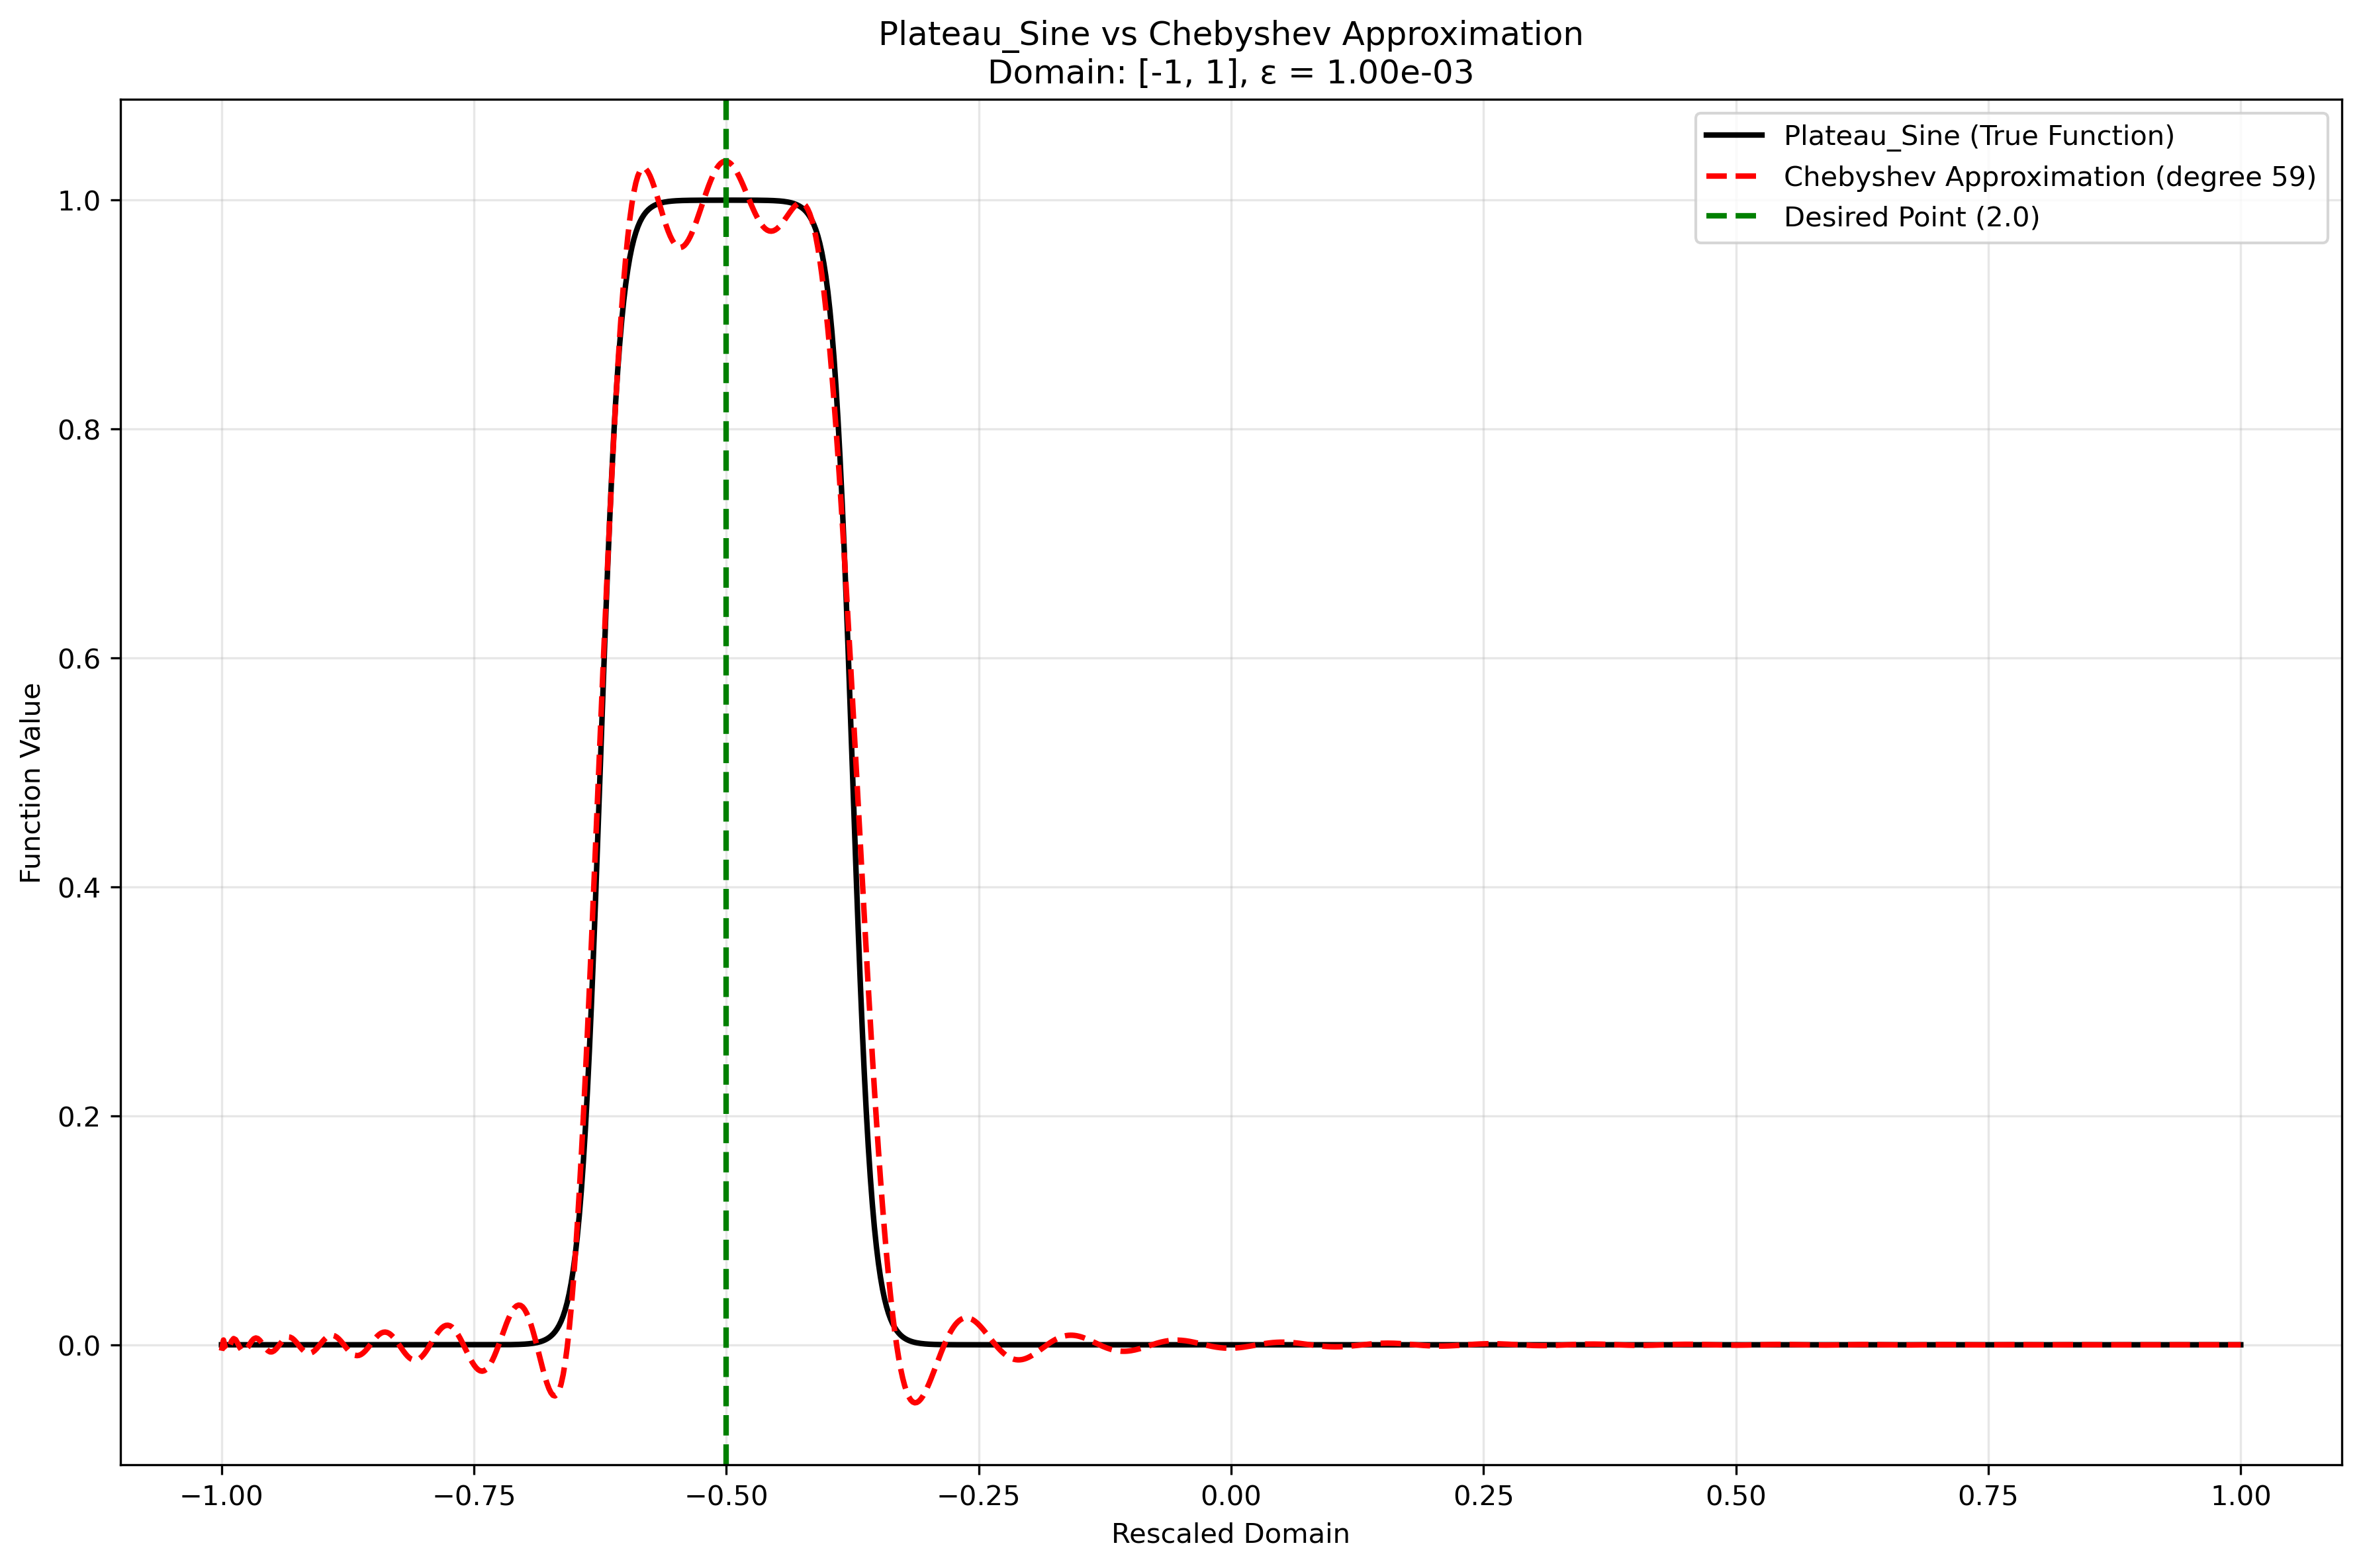 Plateau_Sine vs Chebyshev Approximation
Domain: [-1, 1], ε = 1.00e-03
Plateau_Sine (True Function)
Chebyshev Approximation (degree 59)
Desired Point (2.0)
Function Value
1.0
0.8
0.6
0.4
0.2
0.0
−1.00 −0.75 −0.50 −0.25 0.00 0.25 0.50 0.75 1.00
Rescaled Domain